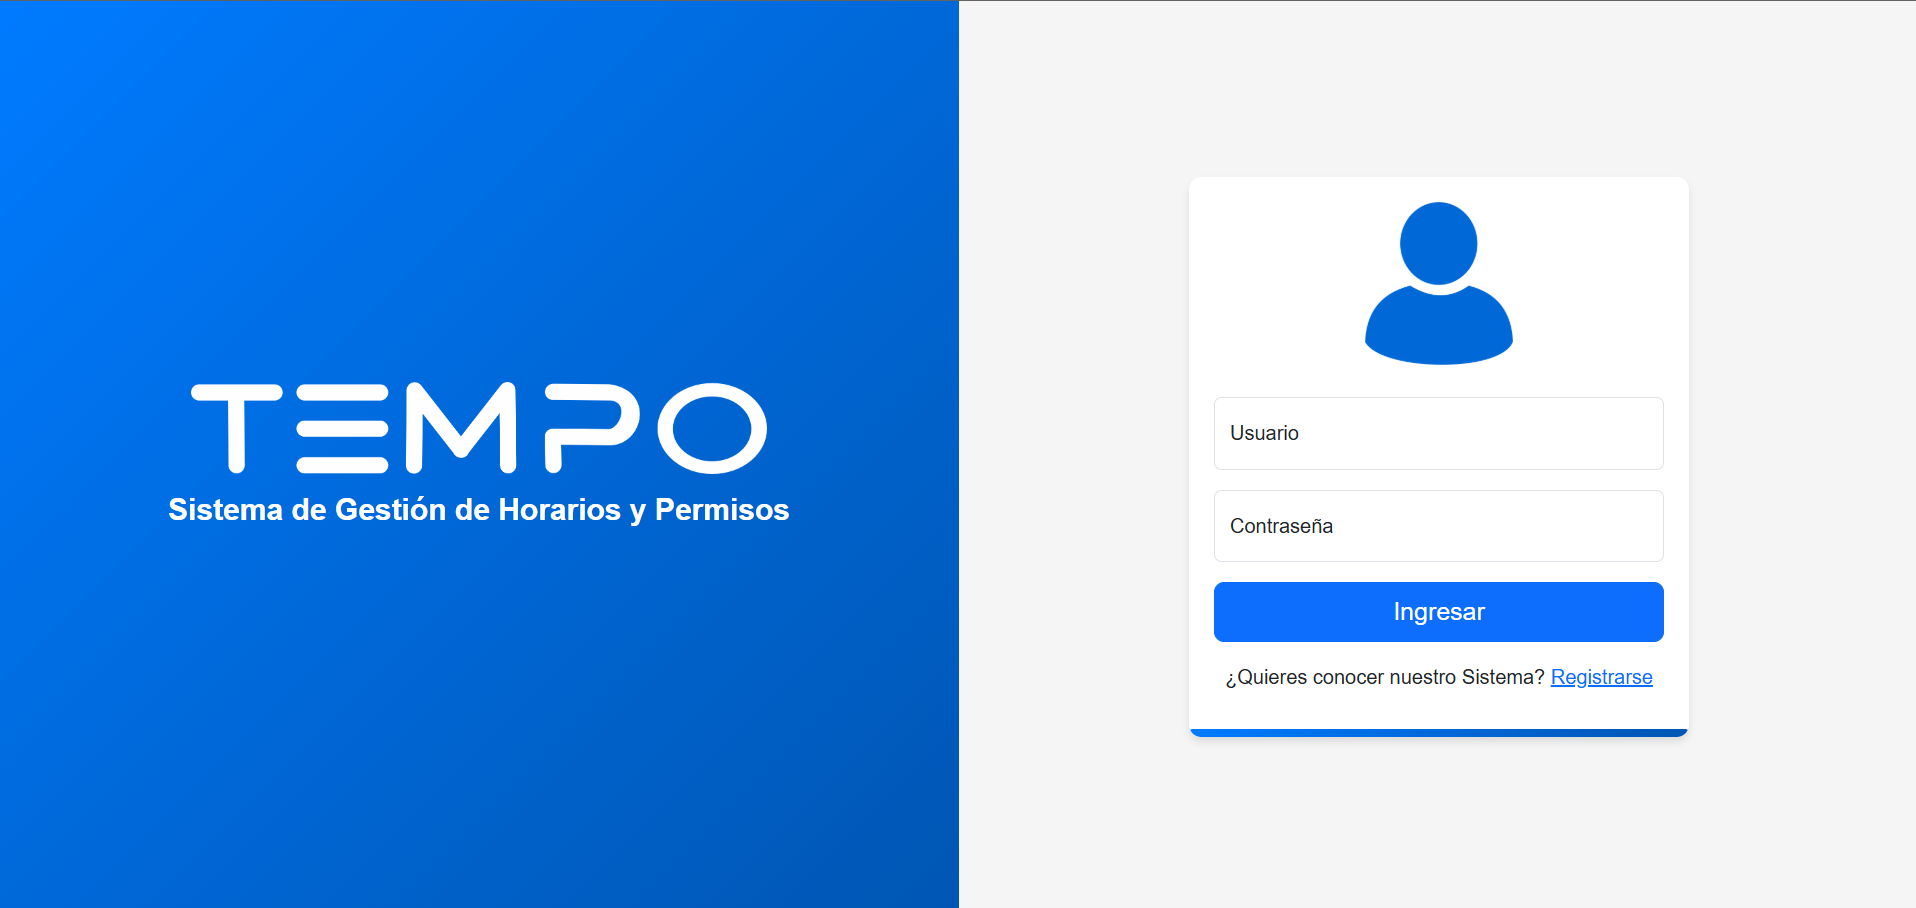 TEMPO
Sistema de Gestión de Horarios y Permisos
Usuario
Contraseña
Ingresar
¿Quieres conocer nuestro Sistema? Registrarse